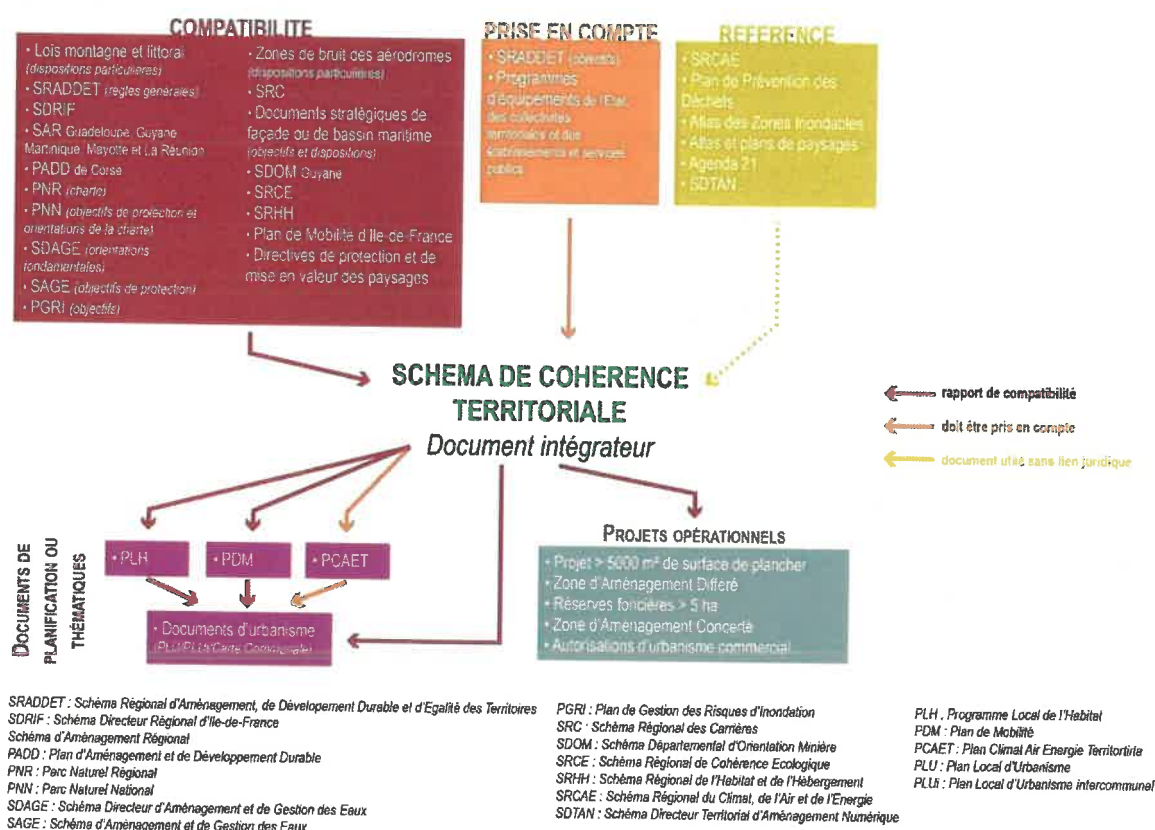 COMPATIBILITE
• Lois montagne et littoral
(dispositions particulières)
• SRADDET (règles générales)
• SDRIF
• SAR Guadeloupe, Guyane
Martinique, Mayotte et La Réunion
• PADD de Corse
• PNR (charte)
• PNN (objectifs de protection et
orientations de la charte)
• SDAGE (orientations
fondamentales)
• SAGE (objectifs de protection)
• PGRI (objectifs)
• Zones de bruit des aérodromes
(dispositions particulières)
• SRC
• Documents stratégiques de
façade ou de bassin maritime
(objectifs et dispositions)
• SDOM Guyane
• SRCE
• SRHH
• Plan de Mobilité d'Ile-de-France
• Directives de protection et de
mise en valeur des paysages
PRISE EN COMPTE
• SRADDET (objectifs)
• Programmes
d'équipements de l'Etat,
des collectivités
territoriales et des
établissements et services
publics
REFERENCE
• SRCAE
• Plan de Prévention des
Déchets
• Atlas des Zones Inondables
• Atlas et plans de paysages
• Agenda 21
• SDTAN
SCHEMA DE COHERENCE
TERRITORIALE
Document intégrateur
rapport de compatibilité
doit être pris en compte
document utile sans lien juridique
DOCUMENTS DE
PLANIFICATION OU
THÉMATIQUES
• PLH
• PDM
• PCAET
• Documents d'urbanisme
(PLU/PLUi/Carte Communale)
PROJETS OPÉRATIONNELS
• Projet > 5000 m² de surface de plancher
• Zone d'Aménagement Différé
• Réserves foncières > 5 ha
• Zone d'Aménagement Concerté
• Autorisations d'urbanisme commercial
SRADDET : Schéma Régional d'Aménagement, de Dévelopement Durable et d'Egalité des Territoires
SDRIF : Schéma Directeur Régional d'Ile-de-France
Schéma d'Aménagement Régional
PADD : Plan d'Aménagement et de Développement Durable
PNR : Parc Naturel Régional
PNN : Parc Naturel National
SDAGE : Schéma Directeur d'Aménagement et de Gestion des Eaux
SAGE : Schéma d'Aménagement et de Gestion des Eaux
PGRI : Plan de Gestion des Risques d'Inondation
SRC : Schéma Régional des Carrières
SDOM : Schéma Départemental d'Orientation Minière
SRCE : Schéma Régional de Cohérence Ecologique
SRHH : Schéma Régional de l'Habitat et de l'Hébergement
SRCAE : Schéma Régional du Climat, de l'Air et de l'Energie
SDTAN : Schéma Directeur Territorial d'Aménagement Numérique
PLH : Programme Local de l'Habitat
PDM : Plan de Mobilité
PCAET : Plan Climat Air Energie Territorial
PLU : Plan Local d'Urbanisme
PLUi : Plan Local d'Urbanisme intercommunal